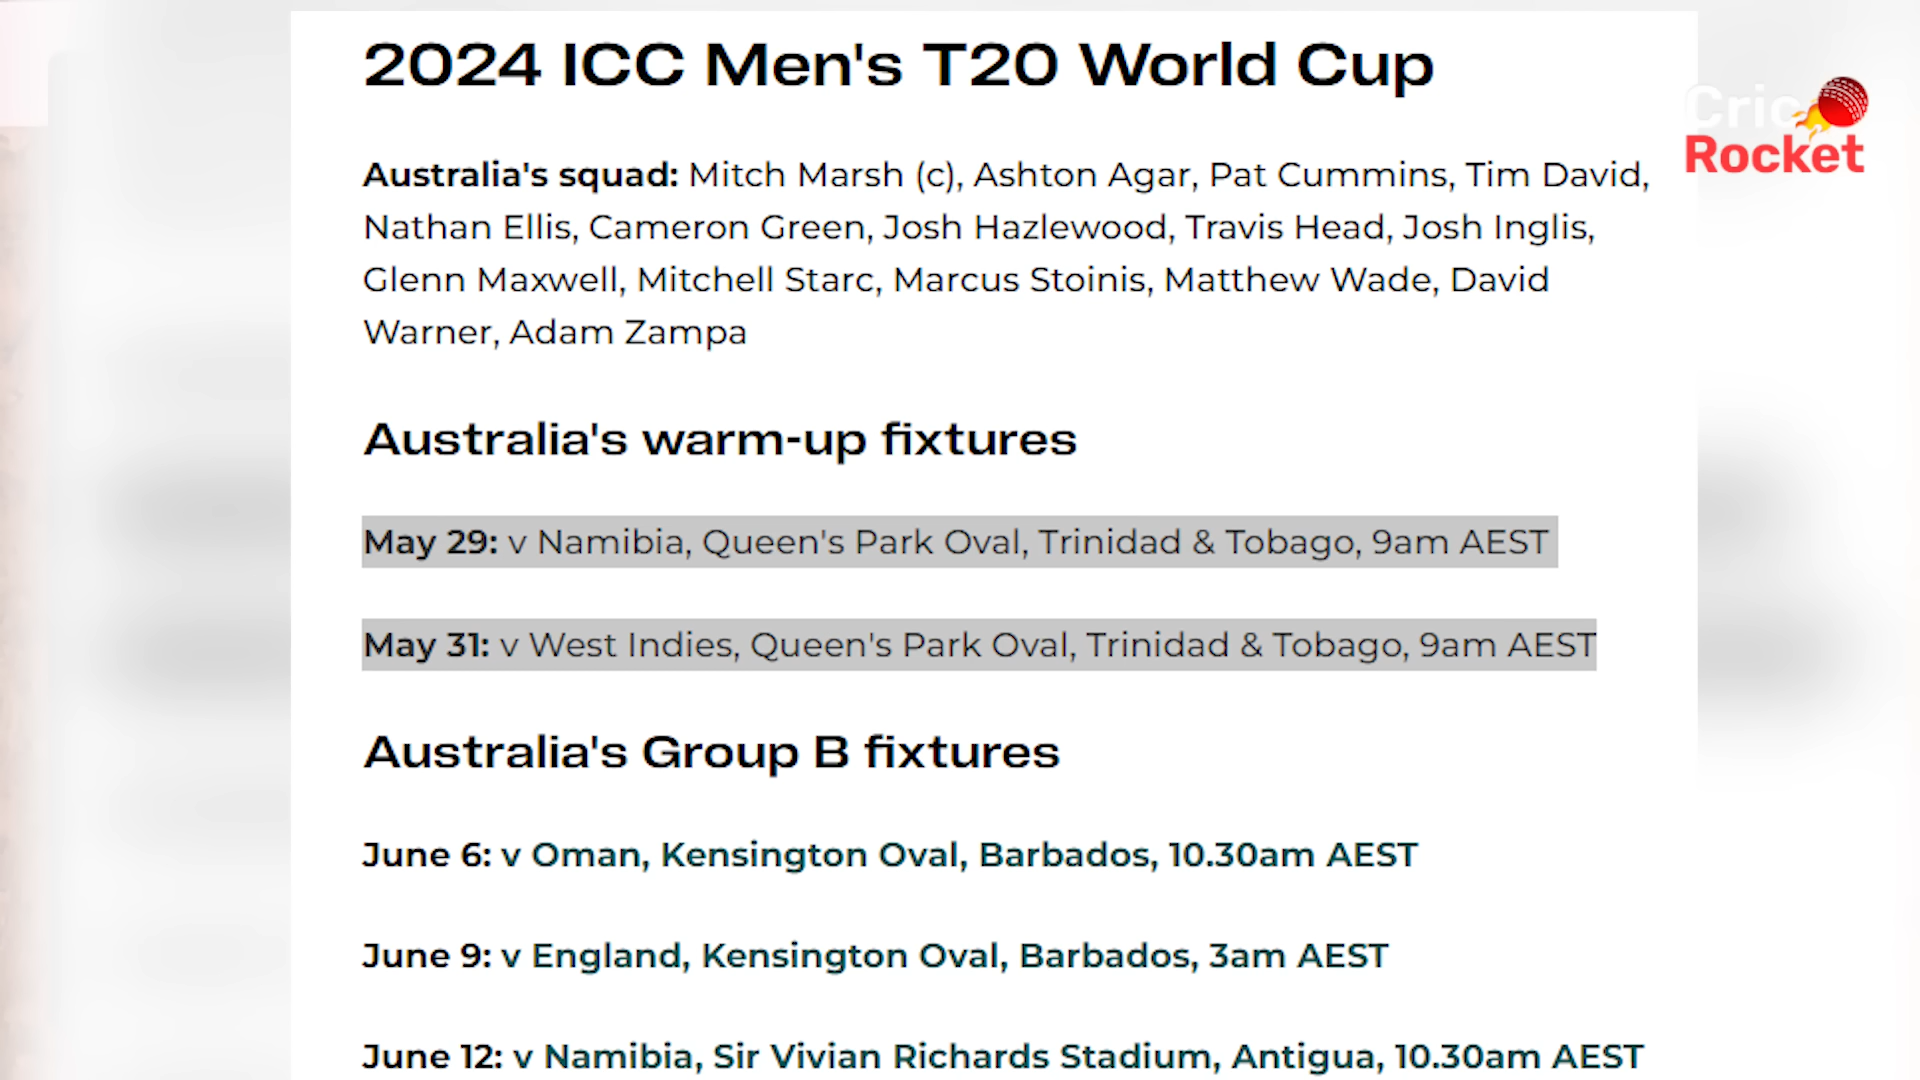 2024 ICC Men's T20 World Cup
Cric
Rocket
Australia's squad: Mitch Marsh (c), Ashton Agar, Pat Cummins, Tim David,
Nathan Ellis, Cameron Green, Josh Hazlewood, Travis Head, Josh Inglis,
Glenn Maxwell, Mitchell Starc, Marcus Stoinis, Matthew Wade, David
Warner, Adam Zampa
Australia's warm-up fixtures
May 29: v Namibia, Queen's Park Oval, Trinidad & Tobago, 9am AEST
May 31: v West Indies, Queen's Park Oval, Trinidad & Tobago, 9am AEST
Australia's Group B fixtures
June 6: v Oman, Kensington Oval, Barbados, 10.30am AEST
June 9: v England, Kensington Oval, Barbados, 3am AEST
June 12: v Namibia, Sir Vivian Richards Stadium, Antigua, 10.30am AEST